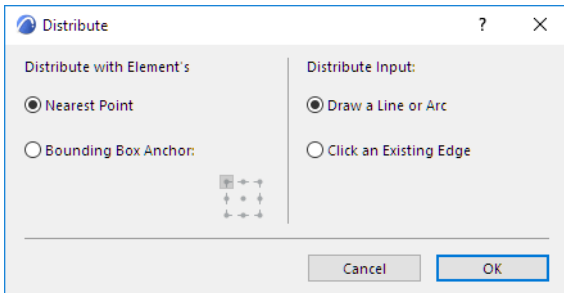 Distribute
?
Distribute with Element's
Nearest Point
Bounding Box Anchor:
Distribute Input:
Draw a Line or Arc
Click an Existing Edge
Cancel
OK